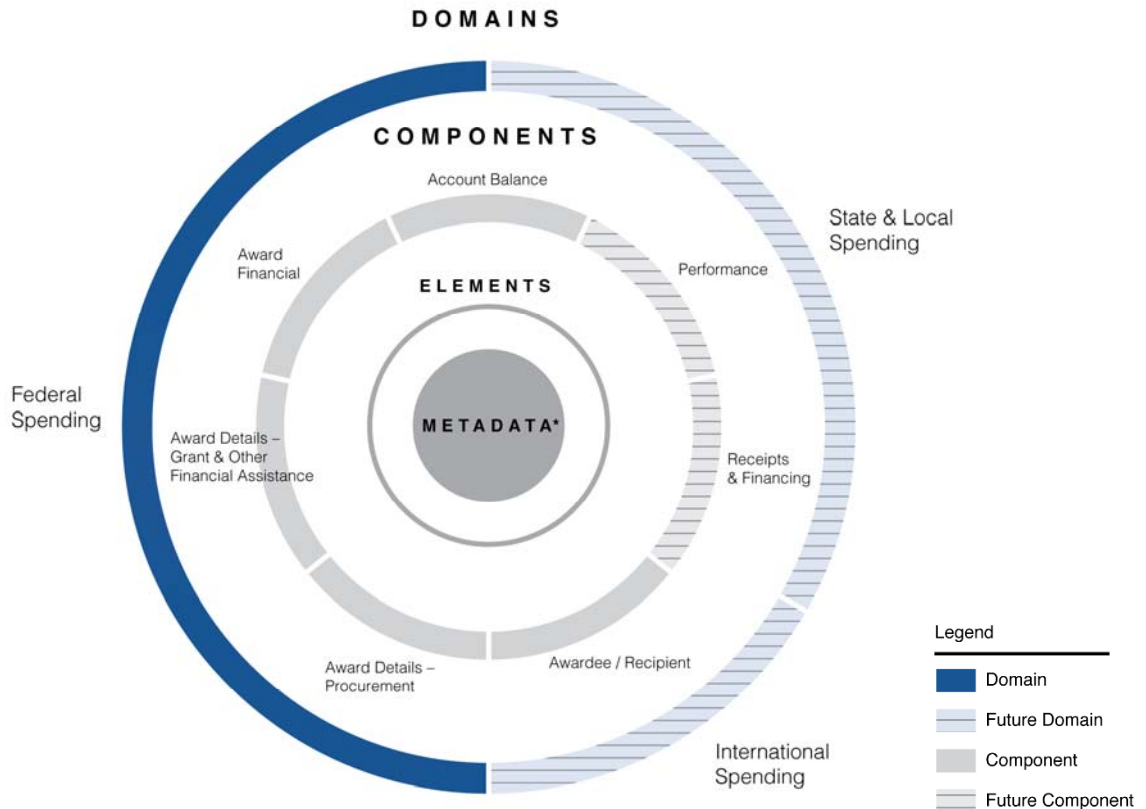 DOMAINS
COMPONENTS
Account Balance
State & Local
Spending
Award
Financial
Performance
ELEMENTS
Federal
Spending
METADATA*
Award Details –
Grant & Other
Financial Assistance
Receipts
& Financing
Award Details –
Procurement
Awardee / Recipient
International
Spending
Legend
Domain
Future Domain
Component
Future Component